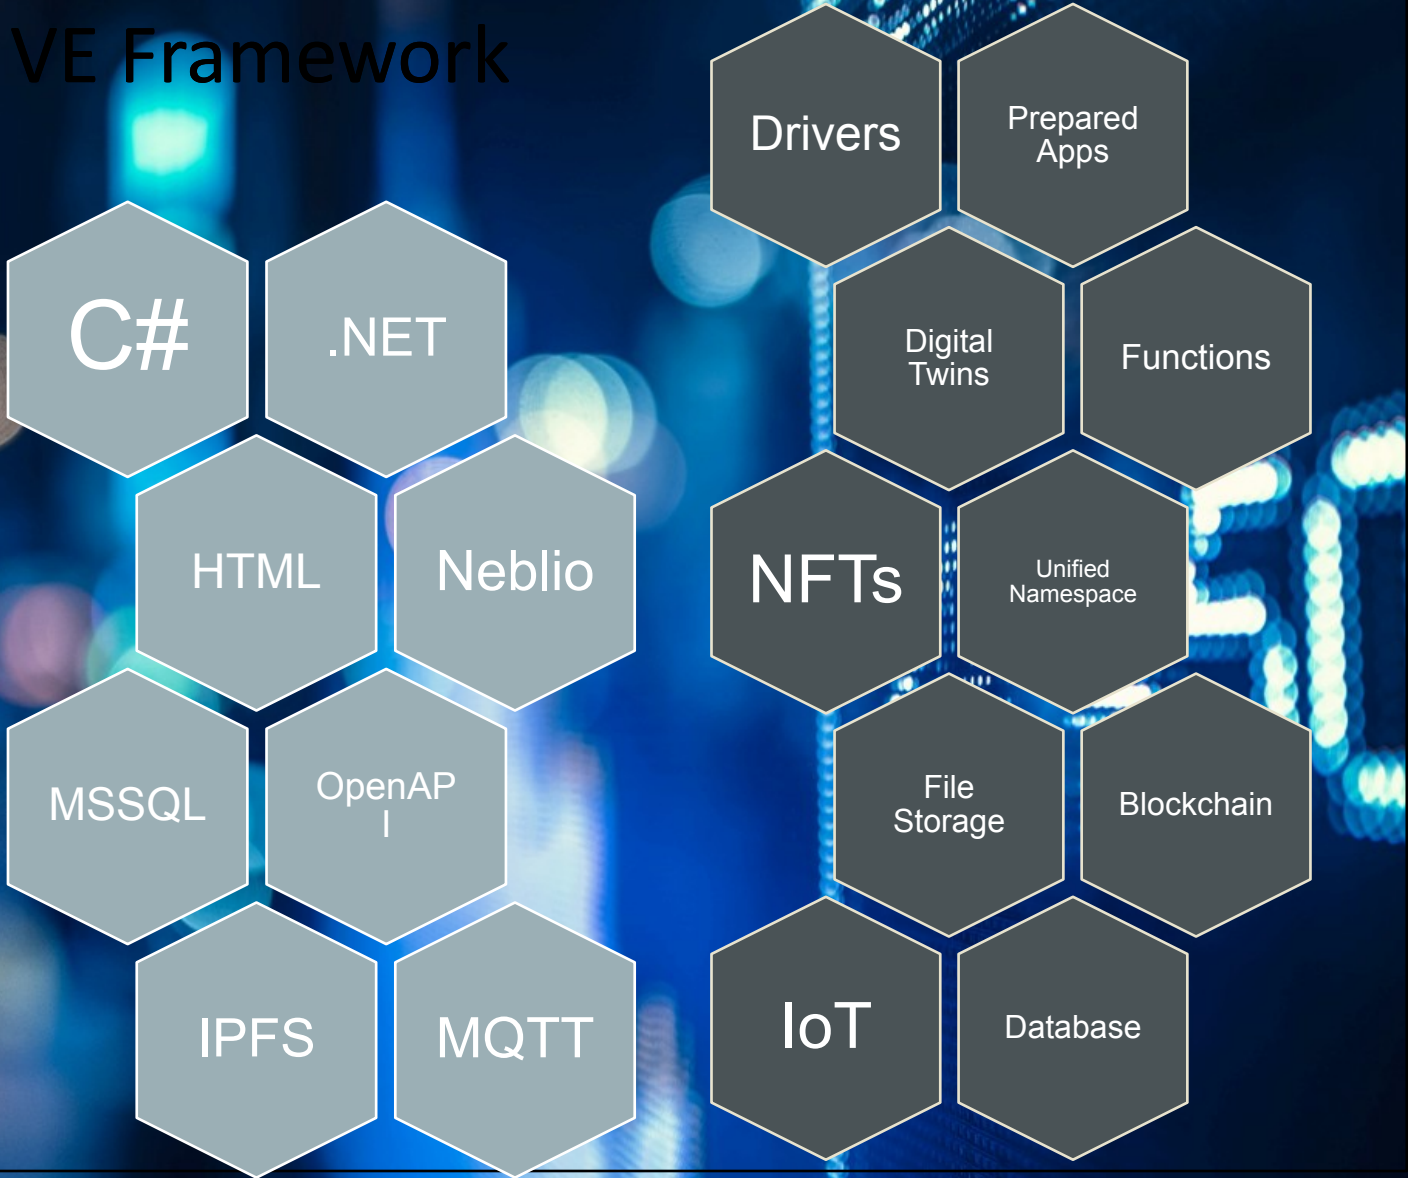 VE Framework
C#
.NET
HTML
Neblio
MSSQL
OpenAP
I
IPFS
MQTT
Drivers
Prepared
Apps
Digital
Twins
Functions
NFTs
Unified
Namespace
File
Storage
Blockchain
IoT
Database